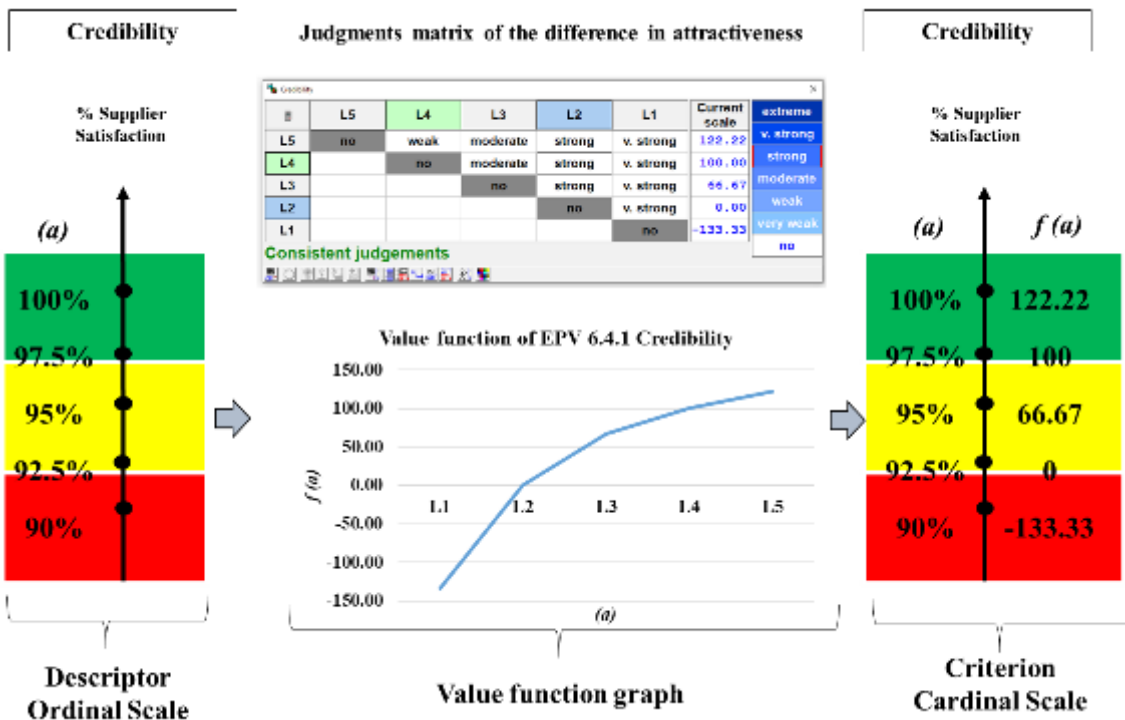 Credibility
Judgments matrix of the difference in attractiveness
Credibility
% Supplier
Satisfaction
(a)
100%
97.5%
95%
92.5%
90%
Descriptor
Ordinal Scale
Credibility
L5 L4 L3 L2 L1 Current scale
L5 no weak moderate strong v. strong 122.22
L4 no moderate strong v. strong 100.00
L3 no strong v. strong 66.67
L2 no v. strong 0.00
L1 no -133.33
extreme
v. strong
strong
moderate
weak
very weak
no
Consistent judgements
Value function of EPV 6.4.1 Credibility
150.00
100.00
50.00
0.00
-50.00
-100.00
-150.00
f (a)
L1 L2 L3 L4 L5
(a)
Value function graph
% Supplier
Satisfaction
(a) f (a)
100% 122.22
97.5% 100
95% 66.67
92.5% 0
90% -133.33
Criterion
Cardinal Scale